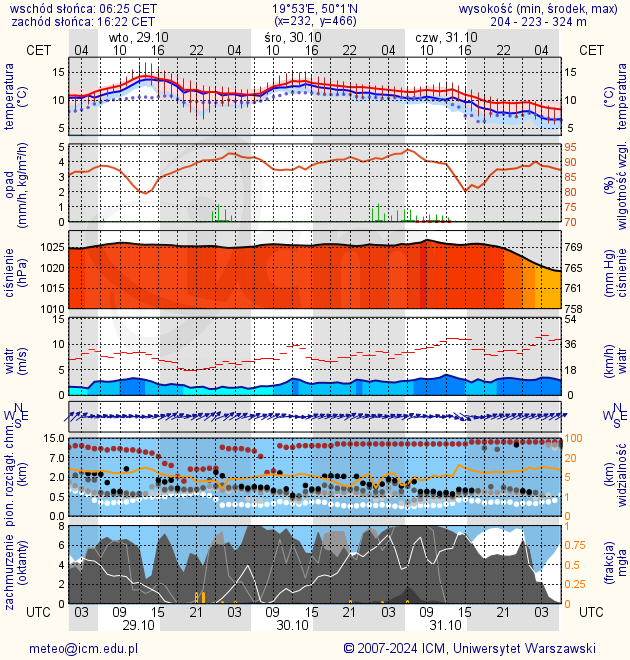 wschód słońca: 06:25 CET 19°53'E, 50°1'N wysokość (min, środek, max)
zachód słońca: 16:22 CET (x=232, y=466) 204 - 223 - 324 m
wto, 29.10 śro, 30.10 czw, 31.10
CET 04 10 16 22 04 10 16 22 04 10 16 22 04 CET
temperatura (°C)
15 15
10 10
5 5
temperatura (°C)
opad (mm/h, kg/m²/h)
5 95
4 90
85
3 80
2
1 75
0 70
(%) wilgotność wzgl.
ciśnienie (hPa)
1025 769
1020 765
1015 761
1010 758
(mm Hg) ciśnienie
wiatr (m/s)
15 54
10 36
5 18
0 0
(km/h) wiatr
N W E S N W E S
pion. rozciągł. chm. (km)
15.0 100
7.0 20
2.0 5
0.5 1
0.0 0
(km) widzialność
zachmurzenie (oktanty)
8 1
6 0.75
4 0.5
2 0.25
0 0
(frakcja) mgła
UTC 03 09 15 21 03 09 15 21 03 09 15 21 03 UTC
29.10 30.10 31.10
meteo@icm.edu.pl © 2007-2024 ICM, Uniwersytet Warszawski